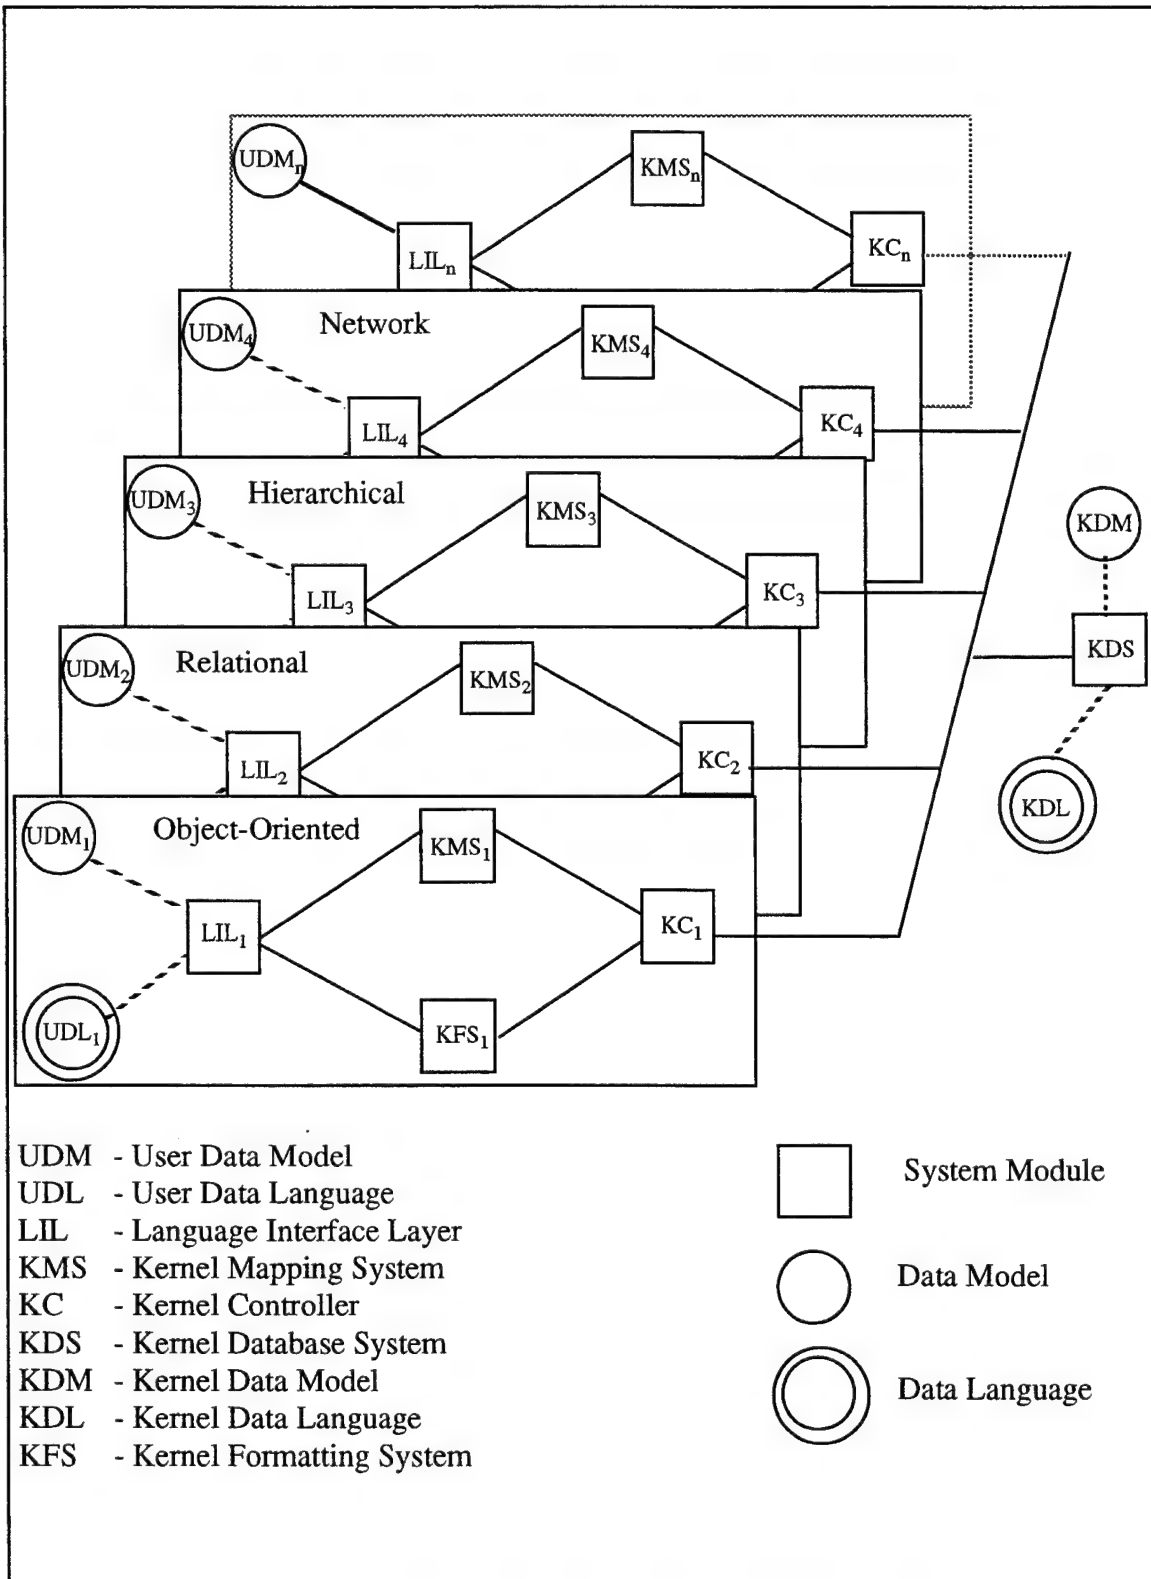 UDMn
KMSn
LILn
KCn
UDM4
Network
KMS4
LIL4
KC4
UDM3
Hierarchical
KMS3
LIL3
KC3
KDM
KDS
KDL
UDM2
Relational
KMS2
LIL2
KC2
UDM1
Object-Oriented
KMS1
LIL1
KC1
UDL1
KFS1
UDM - User Data Model
UDL - User Data Language
LIL - Language Interface Layer
KMS - Kernel Mapping System
KC - Kernel Controller
KDS - Kernel Database System
KDM - Kernel Data Model
KDL - Kernel Data Language
KFS - Kernel Formatting System
System Module
Data Model
Data Language